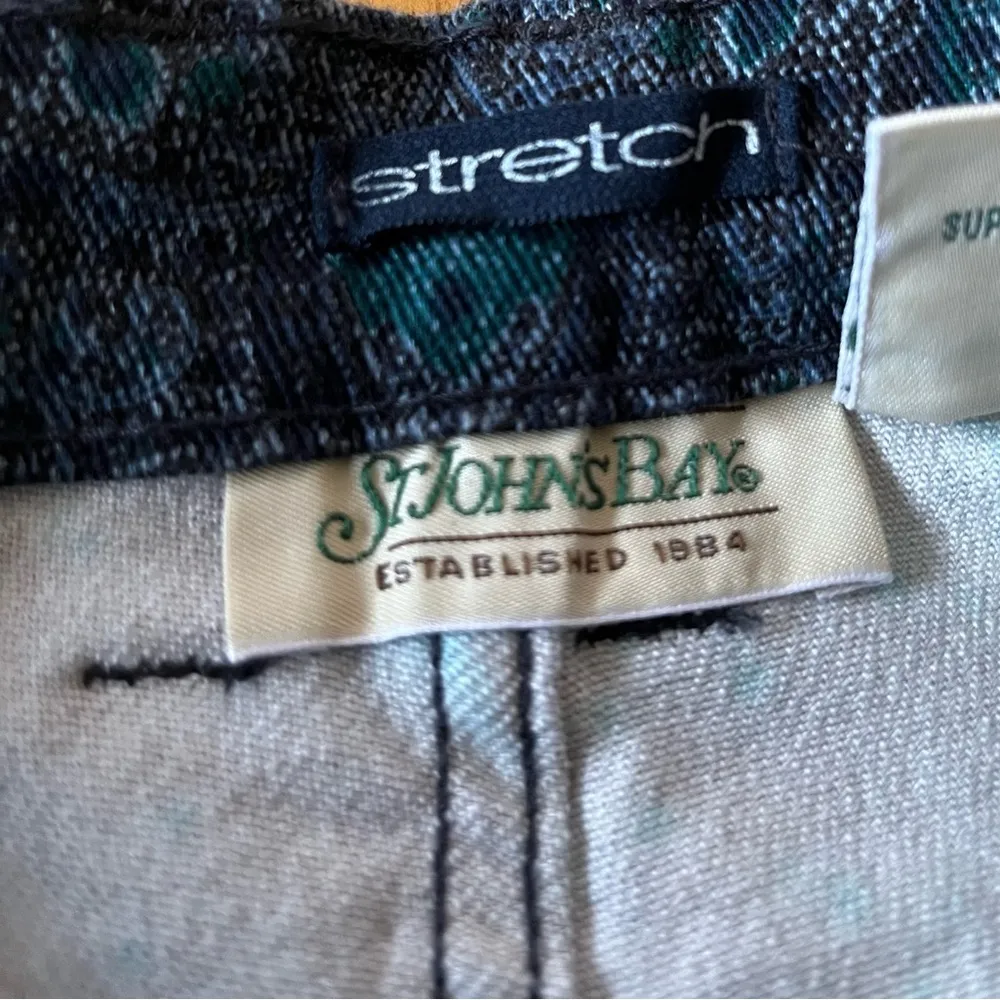 stretch
SUP
ST. JOHN'S BAY®
ESTABLISHED 1984